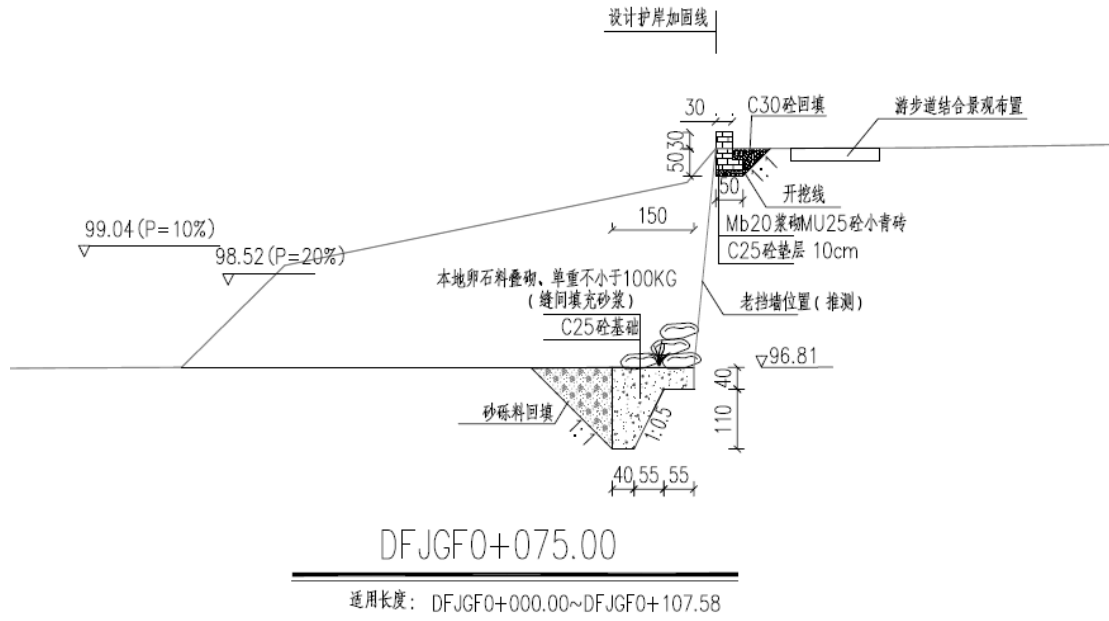 设计护岸加固线
30
C30砼回填
游步道结合景观布置
30
50
1:1
50
开挖线
150
Mb20浆砌MU25砼小青砖
99.04(P=10%)
C25砼垫层 10cm
98.52(P=20%)
本地卵石料叠砌、单重不小于100KG
(缝间填充砂浆)
老挡墙位置(推测)
C25砼基础
96.81
40
砂砾料回填
1:1
1:0.5
110
40
55
55
DFJGF0+075.00
适用长度: DFJGF0+000.00~DFJGF0+107.58